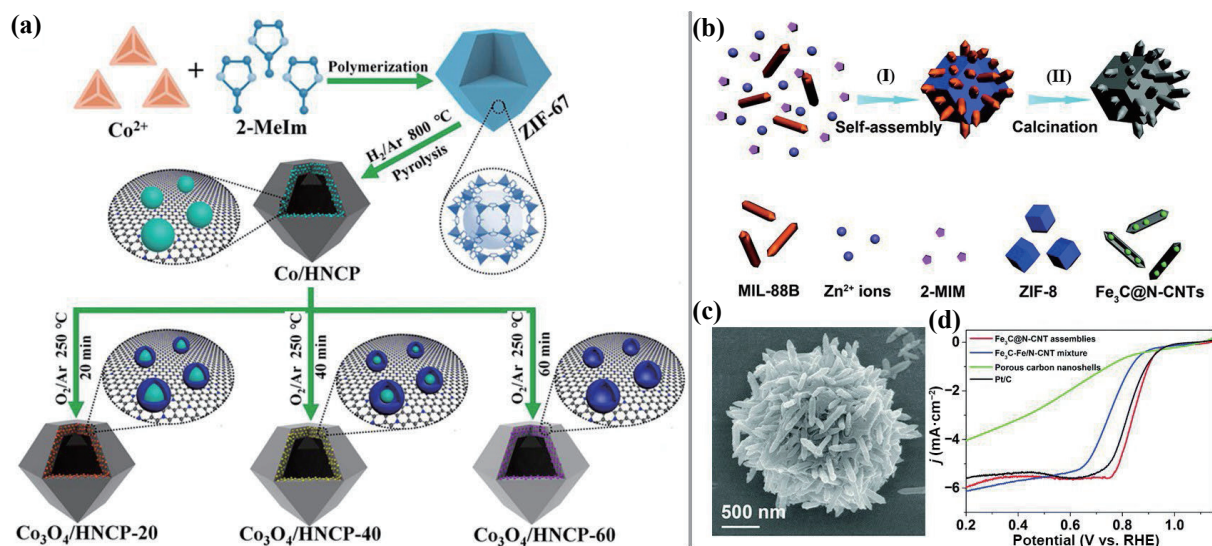 (a)
Co²⁺
+
2-MeIm
Polymerization
ZIF-67
H₂/Ar 800 °C
Pyrolysis
Co/HNCP
O₂/Ar 250 °C
20 min
O₂/Ar 250 °C
40 min
O₂/Ar 250 °C
60 min
Co₃O₄/HNCP-20
Co₃O₄/HNCP-40
Co₃O₄/HNCP-60
(b)
(I)
Self-assembly
(II)
Calcination
MIL-88B
Zn²⁺ ions
2-MIM
ZIF-8
Fe₃C@N-CNTs
(c)
500 nm
(d)
Fe₃C@N-CNT assemblies
Fe₃C-Fe/N-CNT mixture
Porous carbon nanoshells
Pt/C
j (mA·cm⁻²)
0
−2
−4
−6
0.2 0.4 0.6 0.8 1.0
Potential (V vs. RHE)